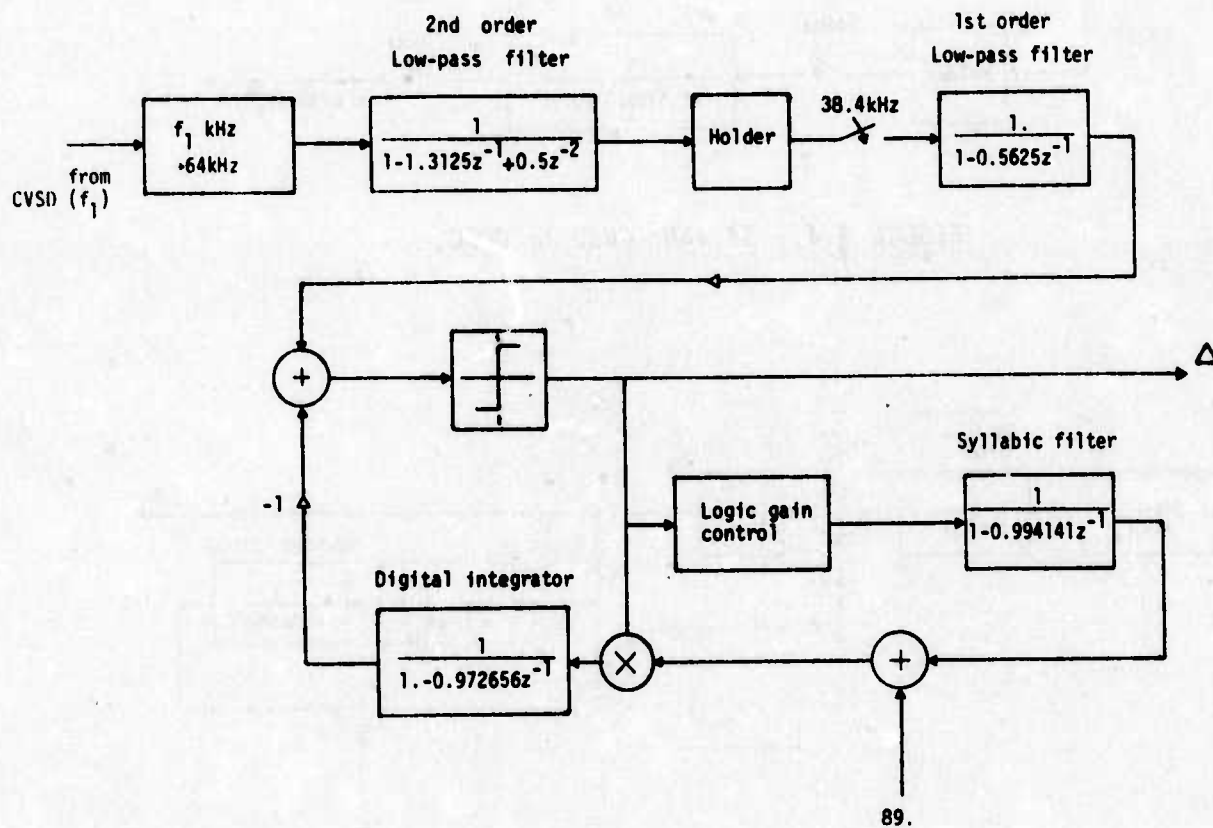 2nd order
Low-pass filter
1st order
Low-pass filter
f1 kHz
→64kHz
1
1-1.3125z^-1+0.5z^-2
Holder
38.4kHz
1.
1-0.5625z^-1
from
CVSD (f1)
+
Δ
Syllabic filter
-1
Logic gain
control
1
1-0.994141z^-1
Digital integrator
1
1.-0.972656z^-1
×
+
89.